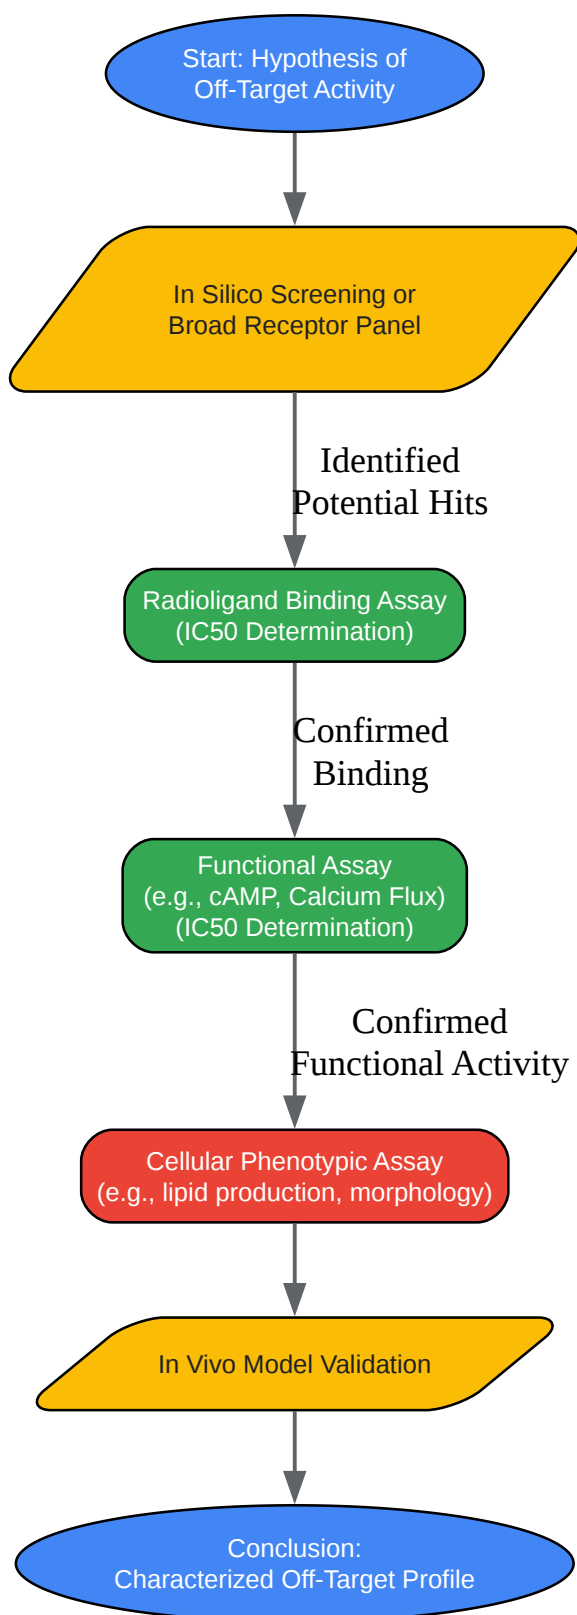 Start: Hypothesis of
Off-Target Activity
In Silico Screening or
Broad Receptor Panel
Identified
Potential Hits
Radioligand Binding Assay
(IC50 Determination)
Confirmed
Binding
Functional Assay
(e.g., cAMP, Calcium Flux)
(IC50 Determination)
Confirmed
Functional Activity
Cellular Phenotypic Assay
(e.g., lipid production, morphology)
In Vivo Model Validation
Conclusion:
Characterized Off-Target Profile